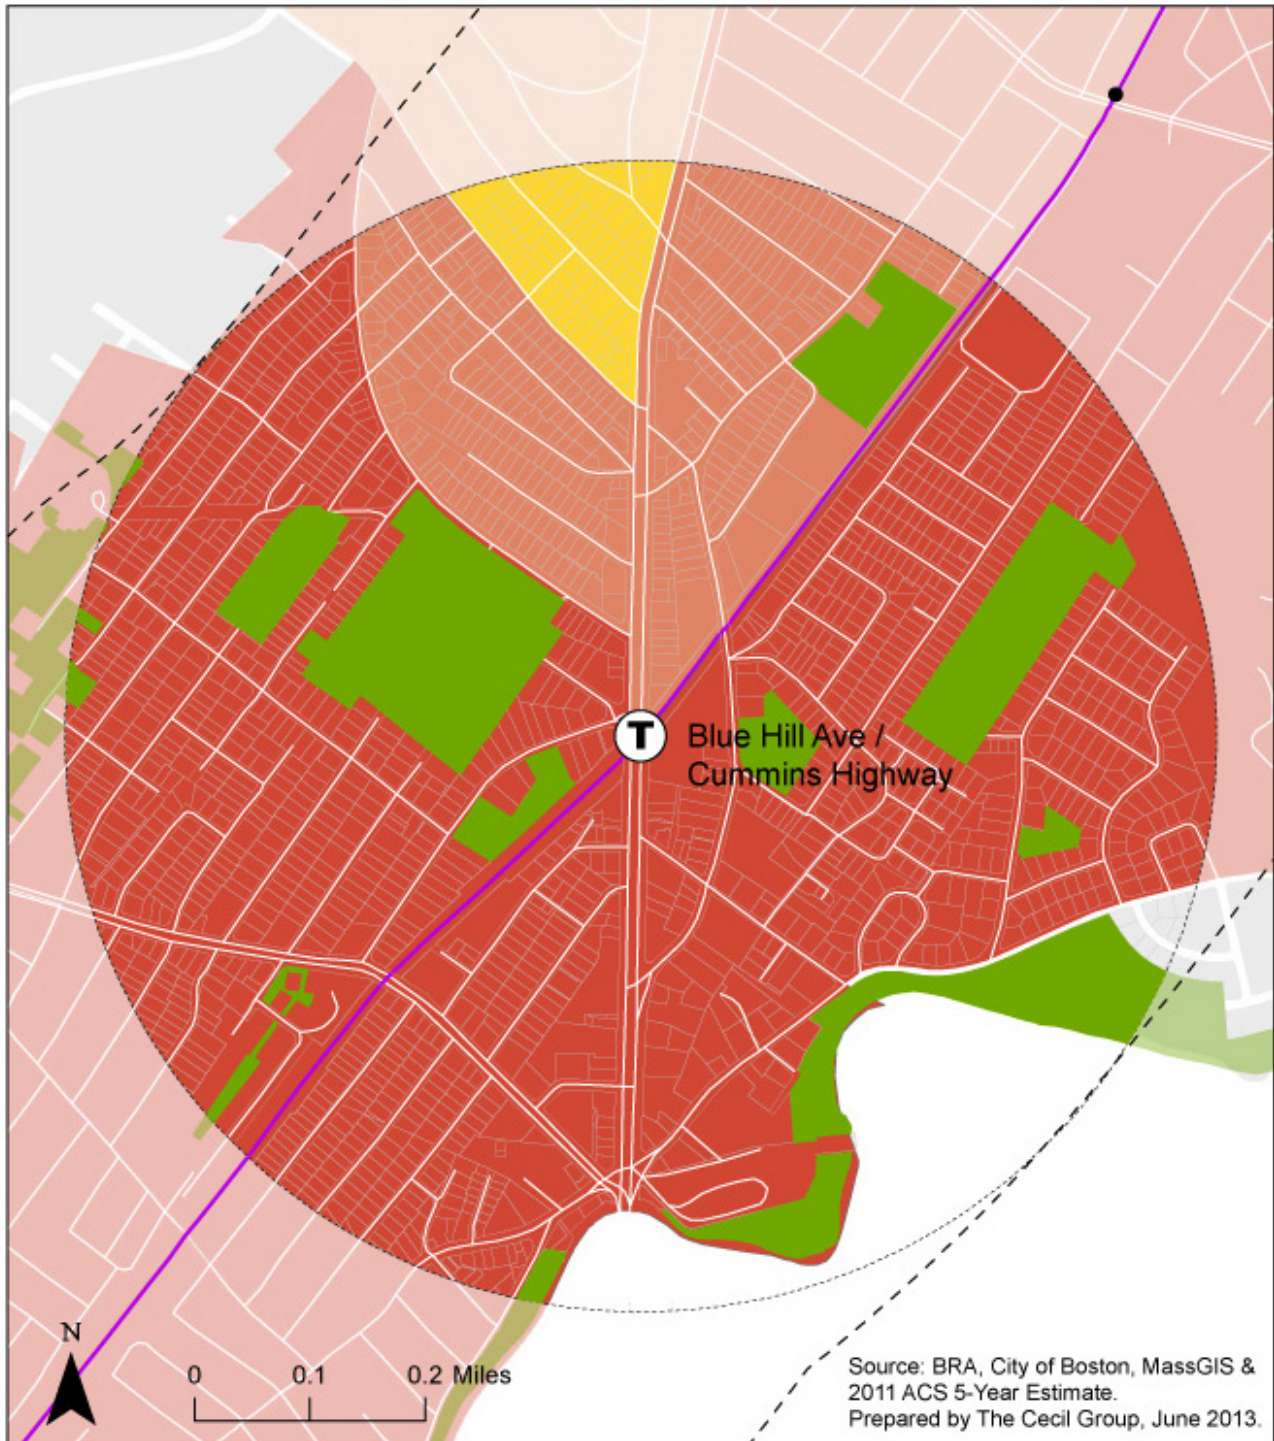 T
Blue Hill Ave /
Cummins Highway
N
0 0.1 0.2 Miles
Source: BRA, City of Boston, MassGIS &
2011 ACS 5-Year Estimate.
Prepared by The Cecil Group, June 2013.